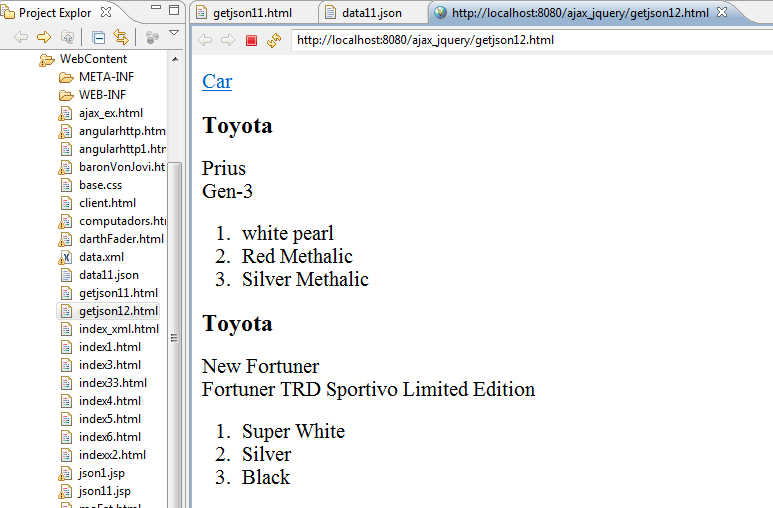 Project Explor
getjson11.html
data11.json
http://localhost:8080/ajax_jquery/getjson12.html
http://localhost:8080/ajax_jquery/getjson12.html
WebContent
META-INF
WEB-INF
ajax_ex.html
angularhttp.htm
angularhttp1.htm
baronVonJovi.ht
base.css
client.html
computadors.htm
darthFader.html
data.xml
data11.json
getjson11.html
getjson12.html
index_xml.html
index1.html
index3.html
index33.html
index4.html
index5.html
index6.html
indexx2.html
json1.jsp
json11.jsp
Car
Toyota
Prius
Gen-3
1. white pearl
2. Red Methalic
3. Silver Methalic
Toyota
New Fortuner
Fortuner TRD Sportivo Limited Edition
1. Super White
2. Silver
3. Black